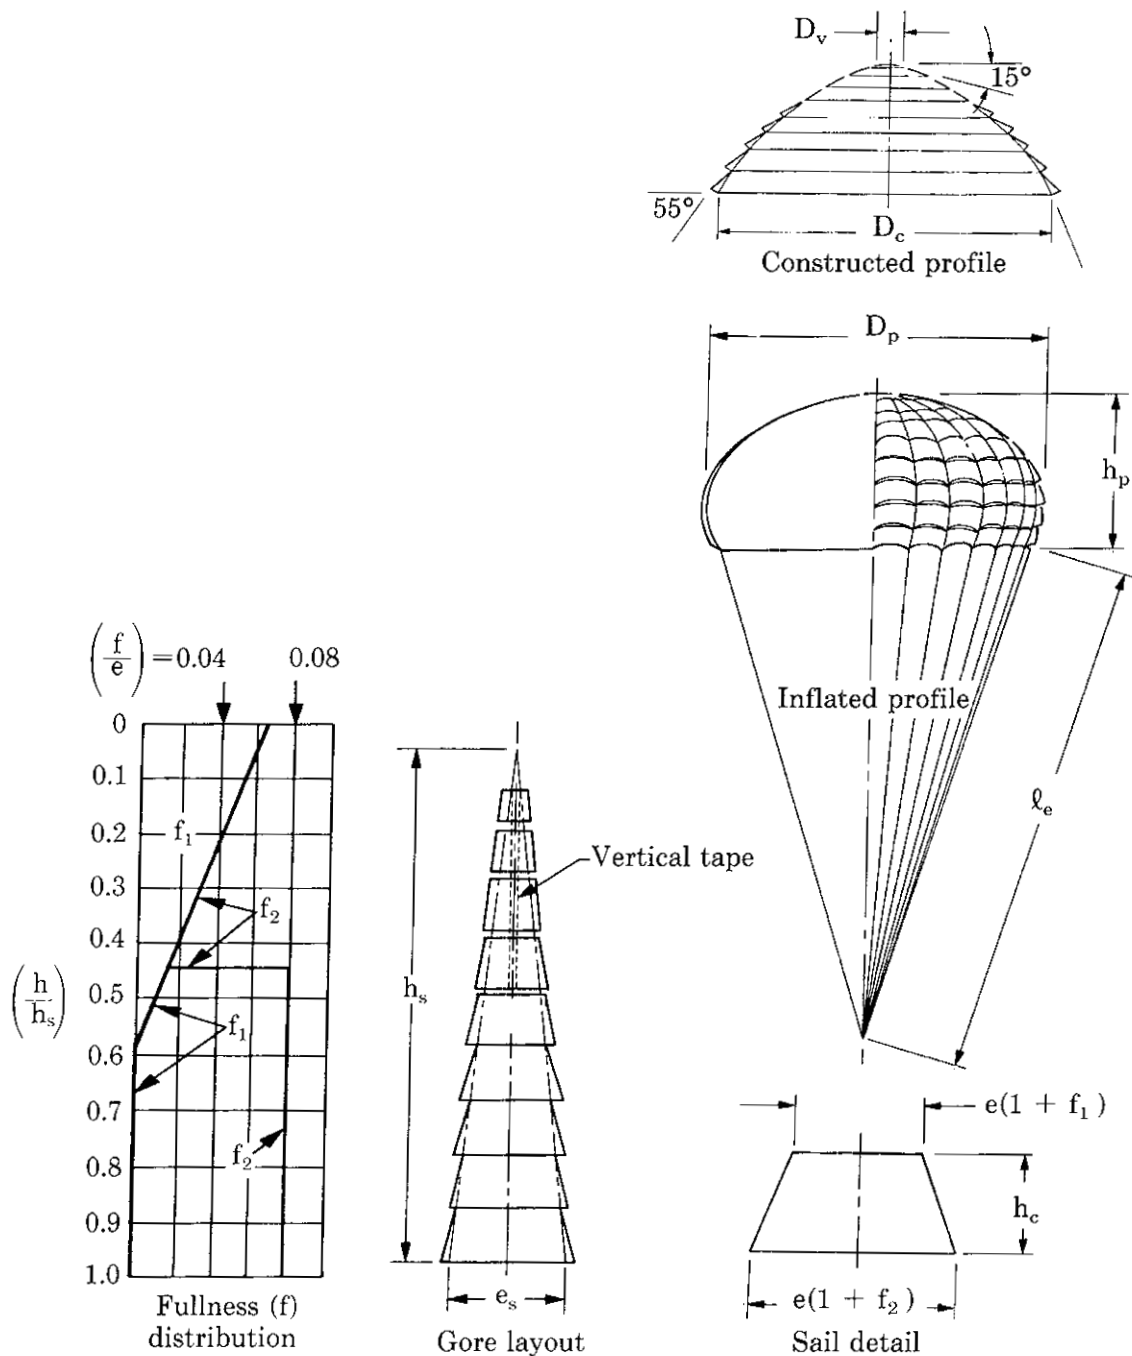 D_v
15°
55°
D_c
Constructed profile
D_p
h_p
Inflated profile
ℓ_e
(f/e) = 0.04 0.08
0
0.1
0.2
0.3
0.4
0.5
0.6
0.7
0.8
0.9
1.0
(h/h_s)
f_1
f_2
f_1
f_2
Fullness (f)
distribution
h_s
Vertical tape
e_s
Gore layout
e(1 + f_1)
h_c
e(1 + f_2)
Sail detail